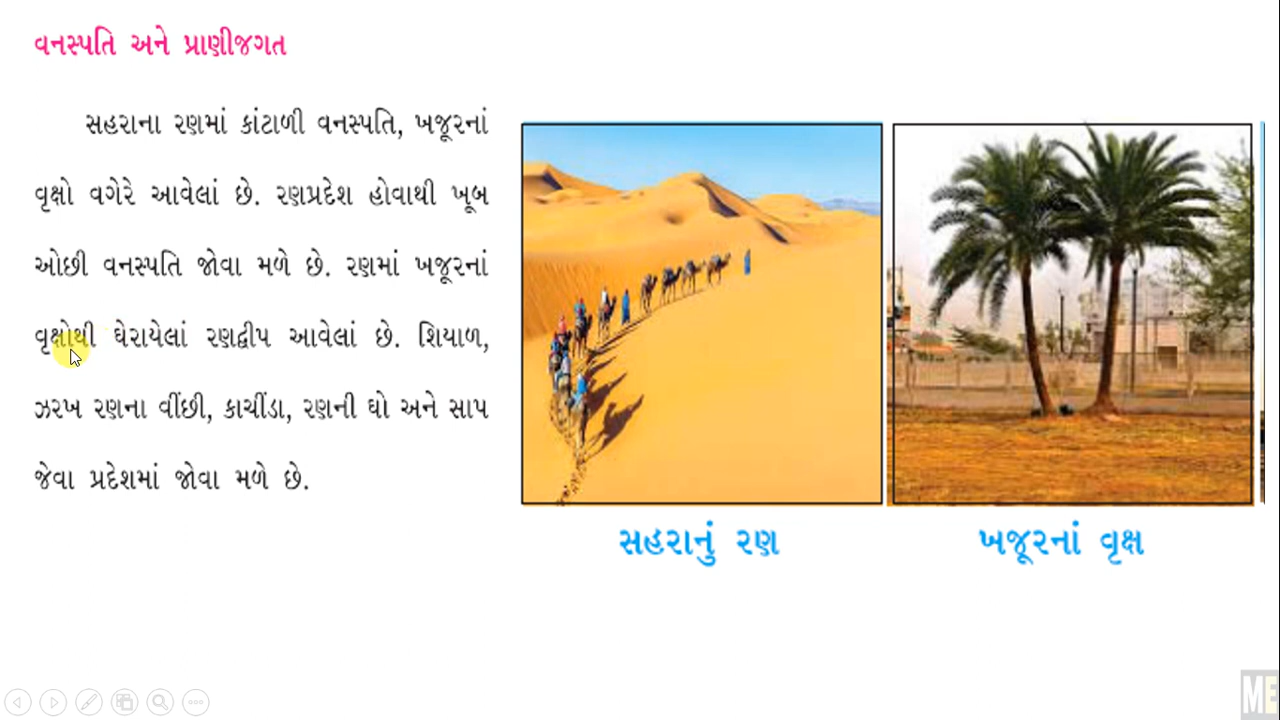 વનસ્પતિ અને પ્રાણીજગત
સહરાના રણમાં કાંટાળી વનસ્પતિ, ખજૂરનાં
વૃક્ષો વગેરે આવેલાં છે. રણપ્રદેશ હોવાથી ખૂબ
ઓછી વનસ્પતિ જોવા મળે છે. રણમાં ખજૂરનાં
વૃક્ષોથી ઘેરાયેલાં રણદ્વીપ આવેલાં છે. શિયાળ,
ઝરખ રણના વીંછી, કાચીંડા, રણની ઘો અને સાપ
જેવા પ્રદેશમાં જોવા મળે છે.
સહરાનું રણ
ખજૂરનાં વૃક્ષ
ME